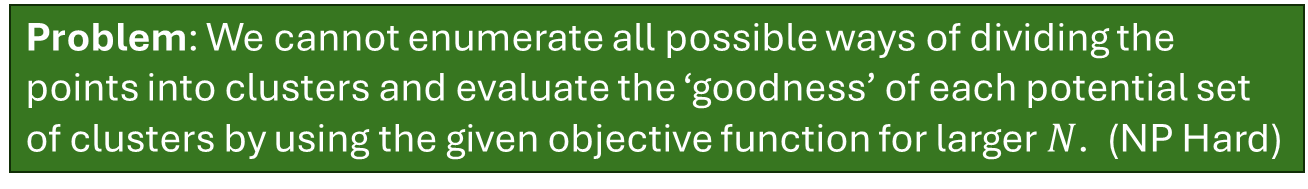 Problem: We cannot enumerate all possible ways of dividing the
points into clusters and evaluate the ‘goodness’ of each potential set
of clusters by using the given objective function for larger N. (NP Hard)